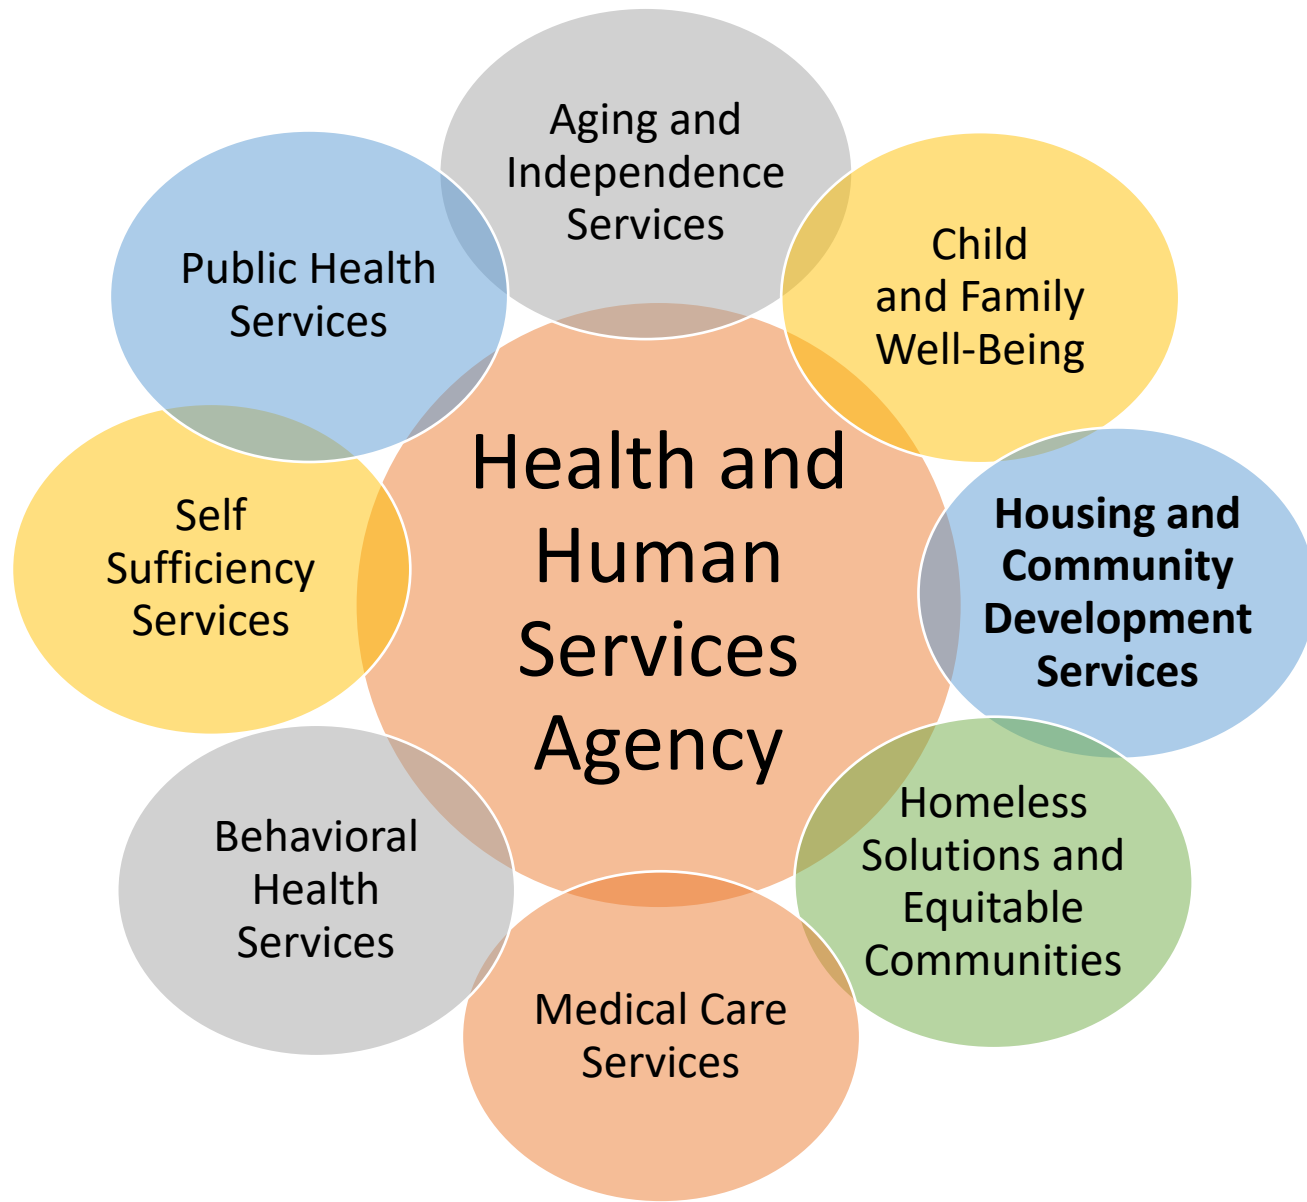 Aging and
Independence
Services
Child
and Family
Well-Being
Housing and
Community
Development
Services
Homeless
Solutions and
Equitable
Communities
Medical Care
Services
Behavioral
Health
Services
Self
Sufficiency
Services
Public Health
Services
Health and
Human
Services
Agency